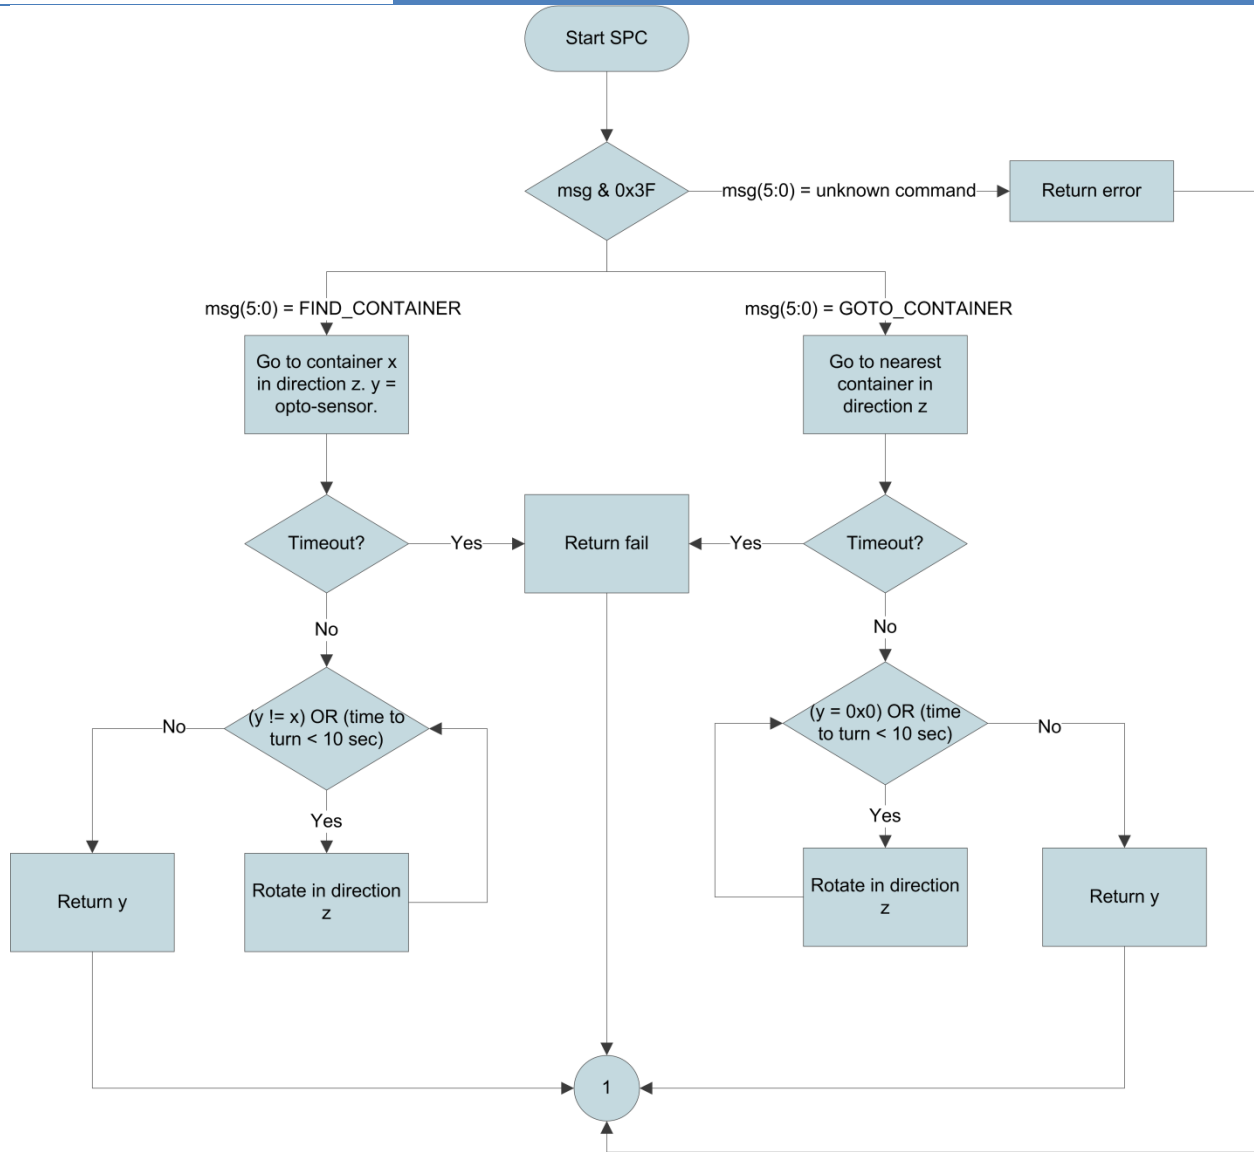 Start SPC
msg & 0x3F
msg(5:0) = unknown command
Return error
msg(5:0) = FIND_CONTAINER
msg(5:0) = GOTO_CONTAINER
Go to container x
in direction z. y =
opto-sensor.
Go to nearest
container in
direction z
Timeout?
Yes
Return fail
Yes
Timeout?
No
No
(y != x) OR (time to
turn < 10 sec)
No
(y = 0x0) OR (time
to turn < 10 sec)
No
Yes
Yes
Return y
Rotate in direction
z
Rotate in direction
z
Return y
1